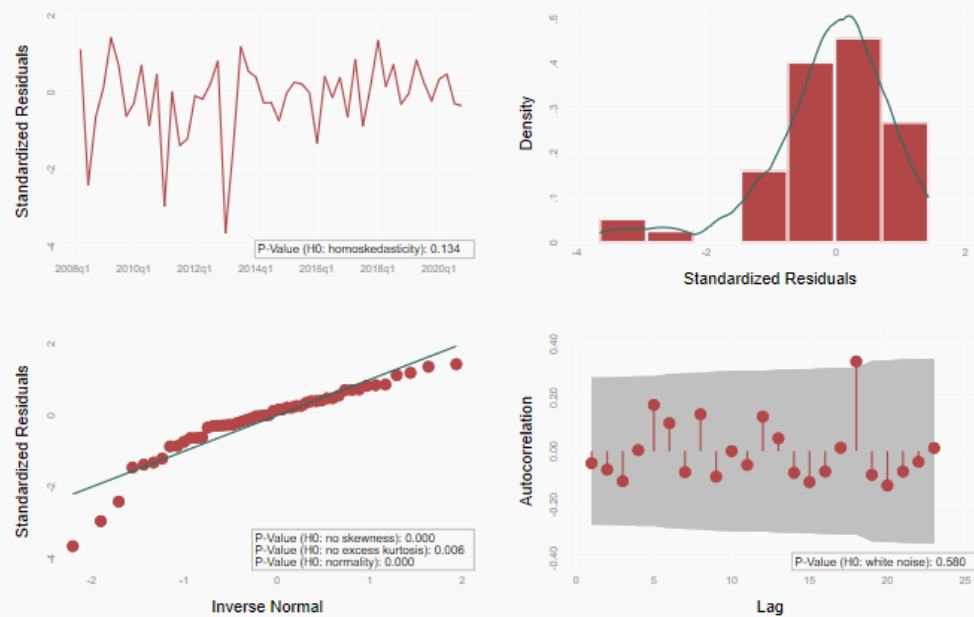 Standardized Residuals
2
0
-2
-4
P-Value (H0: homoskedasticity): 0.134
2008q1 2010q1 2012q1 2014q1 2016q1 2018q1 2020q1
Density
.5
.4
.3
.2
.1
0
-4 -2 0 2
Standardized Residuals
Standardized Residuals
2
0
-2
-4
P-Value (H0: no skewness): 0.000
P-Value (H0: no excess kurtosis): 0.006
P-Value (H0: normality): 0.000
-2 -1 0 1 2
Inverse Normal
Autocorrelation
0.40
0.20
0.00
-0.20
-0.40
P-Value (H0: white noise): 0.580
0 5 10 15 20 25
Lag